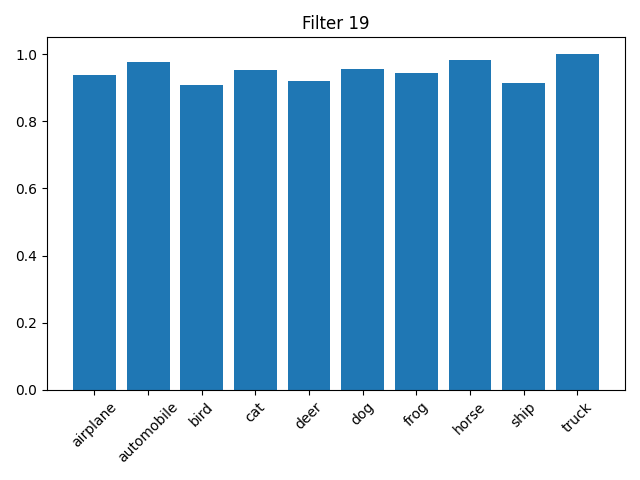 Filter 19
1.0
0.8
0.6
0.4
0.2
0.0
airplane
automobile
bird
cat
deer
dog
frog
horse
ship
truck